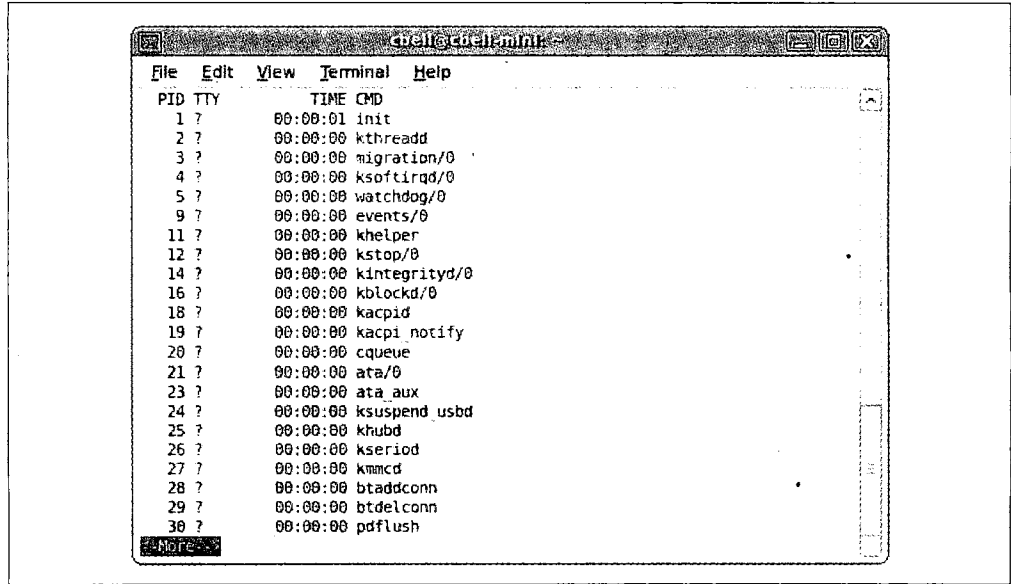 cbell@cbell-mini: ~
File Edit View Terminal Help
PID TTY TIME CMD
1 ? 00:00:01 init
2 ? 00:00:00 kthreadd
3 ? 00:00:00 migration/0
4 ? 00:00:00 ksoftirqd/0
5 ? 00:00:00 watchdog/0
9 ? 00:00:00 events/0
11 ? 00:00:00 khelper
12 ? 00:00:00 kstop/0
14 ? 00:00:00 kintegrityd/0
16 ? 00:00:00 kblockd/0
18 ? 00:00:00 kacpid
19 ? 00:00:00 kacpi_notify
20 ? 00:00:00 cqueue
21 ? 00:00:00 ata/0
23 ? 00:00:00 ata_aux
24 ? 00:00:00 ksuspend_usbd
25 ? 00:00:00 khubd
26 ? 00:00:00 kseriod
27 ? 00:00:00 kmmcd
28 ? 00:00:00 btaddconn
29 ? 00:00:00 btdelconn
30 ? 00:00:00 pdflush
--More--